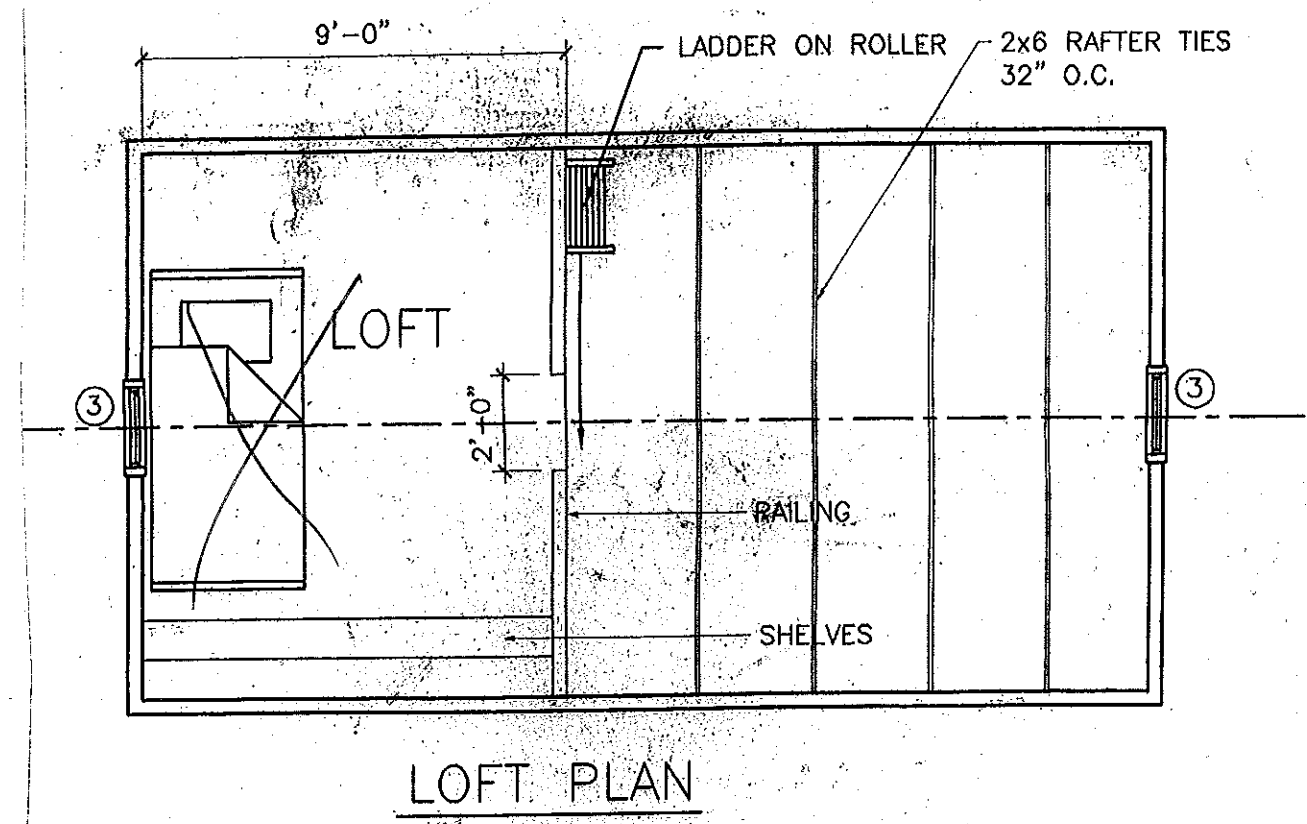 9'-0"
LADDER ON ROLLER
2x6 RAFTER TIES
32" O.C.
LOFT
3
3
2'-0"
RAILING
SHELVES
LOFT PLAN